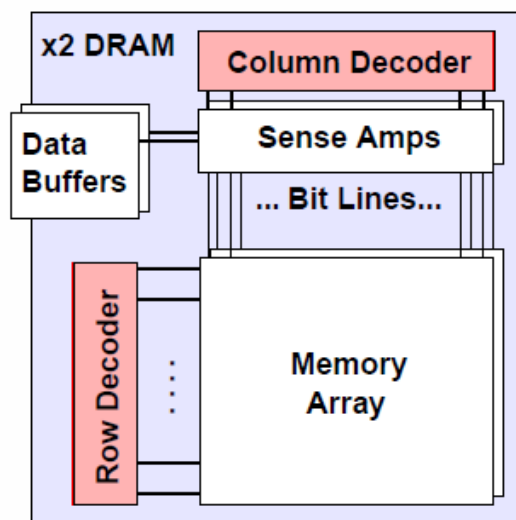 x2 DRAM
Column Decoder
Sense Amps
Data
Buffers
... Bit Lines...
Row Decoder
. . . .
Memory
Array